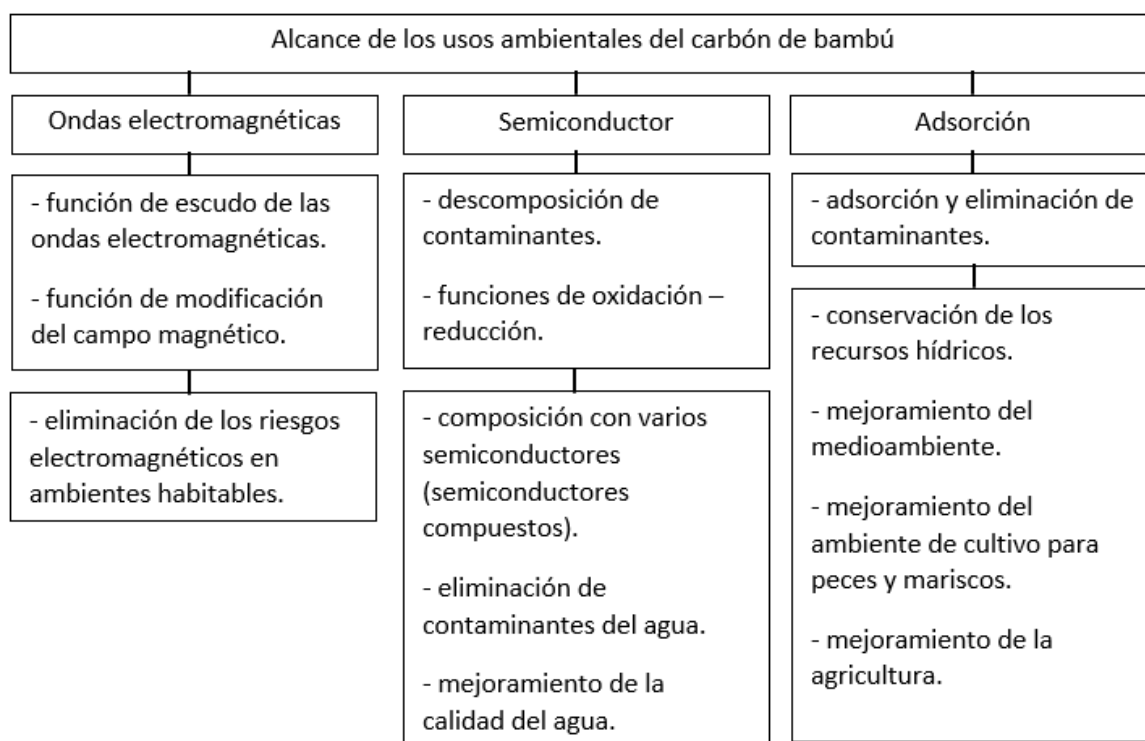 Alcance de los usos ambientales del carbón de bambú
Ondas electromagnéticas
- función de escudo de las
ondas electromagnéticas.
- función de modificación
del campo magnético.
- eliminación de los riesgos
electromagnéticos en
ambientes habitables.
Semiconductor
- descomposición de
contaminantes.
- funciones de oxidación –
reducción.
- composición con varios
semiconductores
(semiconductores
compuestos).
- eliminación de
contaminantes del agua.
- mejoramiento de la
calidad del agua.
Adsorción
- adsorción y eliminación de
contaminantes.
- conservación de los
recursos hídricos.
- mejoramiento del
medioambiente.
- mejoramiento del
ambiente de cultivo para
peces y mariscos.
- mejoramiento de la
agricultura.